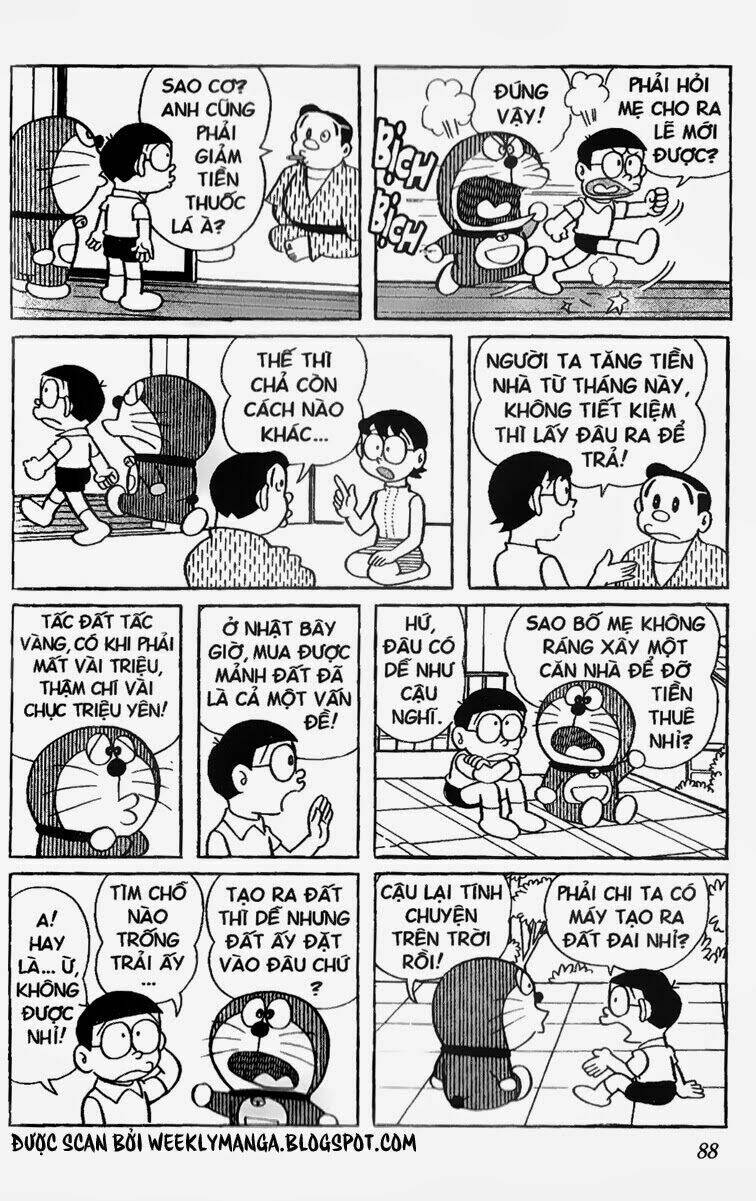 PHẢI HỎI
MẸ CHO RA
LẼ MỚI
ĐƯỢC?
ĐÚNG
VẬY!
BỊCH
BỊCH
SAO CƠ?
ANH CŨNG
PHẢI
GIẢM
TIỀN
THUỐC
LÁ À?
NGƯỜI TA TĂNG TIỀN
NHÀ TỪ THÁNG NÀY,
KHÔNG TIẾT KIỆM
THÌ LẤY ĐÂU RA ĐỂ
TRẢ!
THẾ THÌ
CHẢ CÒN
CÁCH NÀO
KHÁC...
SAO BỐ MẸ KHÔNG
RÁNG XÂY MỘT
CĂN NHÀ ĐỂ ĐỠ
TIỀN
THUÊ
NHỈ?
HỨ,
ĐÂU CÓ
DỄ NHƯ
CẬU
NGHĨ.
Ở NHẬT BÂY
GIỜ, MUA ĐƯỢC
MẢNH ĐẤT ĐÃ
LÀ CẢ MỘT VẤN
ĐỀ!
TẤC ĐẤT TẤC
VÀNG, CÓ KHI PHẢI
MẤT VÀI TRIỆU,
THẬM CHÍ VÀI
CHỤC TRIỆU YÊN!
PHẢI CHI TA CÓ
MÁY TẠO RA
ĐẤT ĐAI NHỈ?
CẬU LẠI TÍNH
CHUYỆN
TRÊN TRỜI
RỒI!
TẠO RA ĐẤT
THÌ DỄ NHƯNG
ĐẤT ẤY ĐẶT
VÀO ĐÂU CHỨ
?
TÌM CHỖ
NÀO
TRỐNG
TRẢI ẤY
...
A!
HAY
LÀ... Ừ,
KHÔNG
ĐƯỢC
NHỈ!
ĐƯỢC SCAN BỞI WEEKLYMANGA.BLOGSPOT.COM
88